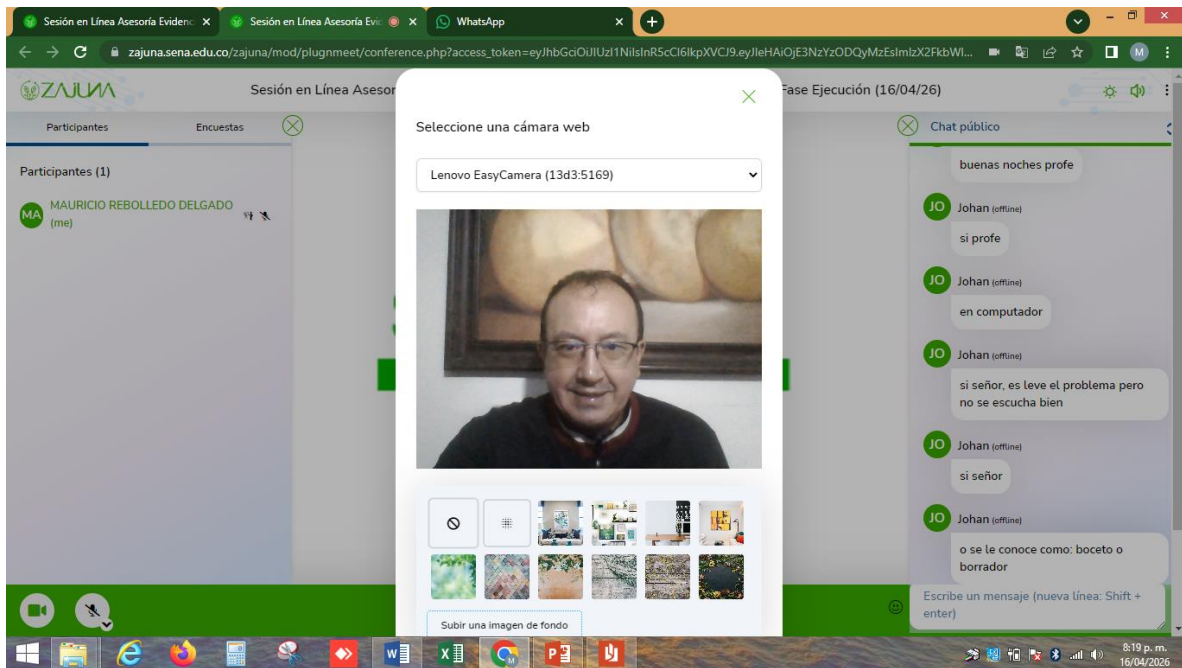 Sesión en Línea Asesoría Evidenc
Sesión en Línea Asesoría Evic
WhatsApp
zajuna.sena.edu.co/zajuna/mod/plugnmeet/conference.php?access_token=
ZAJUNA
Sesión en Línea Asesor
Fase Ejecución (16/04/26)
M
Participantes
Encuestas
Participantes (1)
MA
MAURICIO REBOLLEDO DELGADO
(me)
Seleccione una cámara web
Lenovo EasyCamera (13d3:5169)
Subir una imagen de fondo
Chat público
buenas noches profe
JO Johan (offline)
si profe
JO Johan (offline)
en computador
JO Johan (offline)
si señor, es leve el problema pero
no se escucha bien
JO Johan (offline)
si señor
JO Johan (offline)
o se le conoce como: boceto o
borrador
Escribe un mensaje (nueva línea: Shift +
enter)
8:19 p. m.
16/04/2026